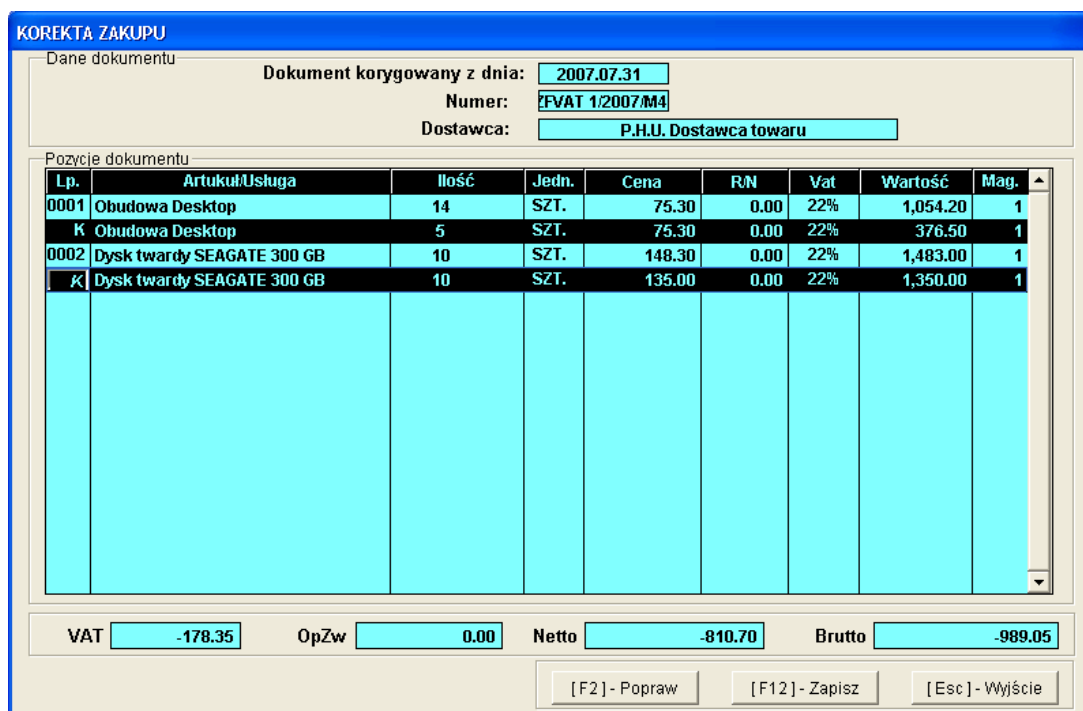 KOREKTA ZAKUPU
Dane dokumentu
Dokument korygowany z dnia: 2007.07.31
Numer: ZFVAT 1/2007/M4
Dostawca: P.H.U. Dostawca towaru
Pozycje dokumentu
Lp. Artukuł/Usługa Ilość Jedn. Cena R/N Vat Wartość Mag.
0001 Obudowa Desktop 14 SZT. 75.30 0.00 22% 1,054.20 1
K Obudowa Desktop 5 SZT. 75.30 0.00 22% 376.50 1
0002 Dysk twardy SEAGATE 300 GB 10 SZT. 148.30 0.00 22% 1,483.00 1
K Dysk twardy SEAGATE 300 GB 10 SZT. 135.00 0.00 22% 1,350.00 1
VAT -178.35 OpZw 0.00 Netto -810.70 Brutto -989.05
[ F2 ] - Popraw [ F12 ] - Zapisz [ Esc ] - Wyjście